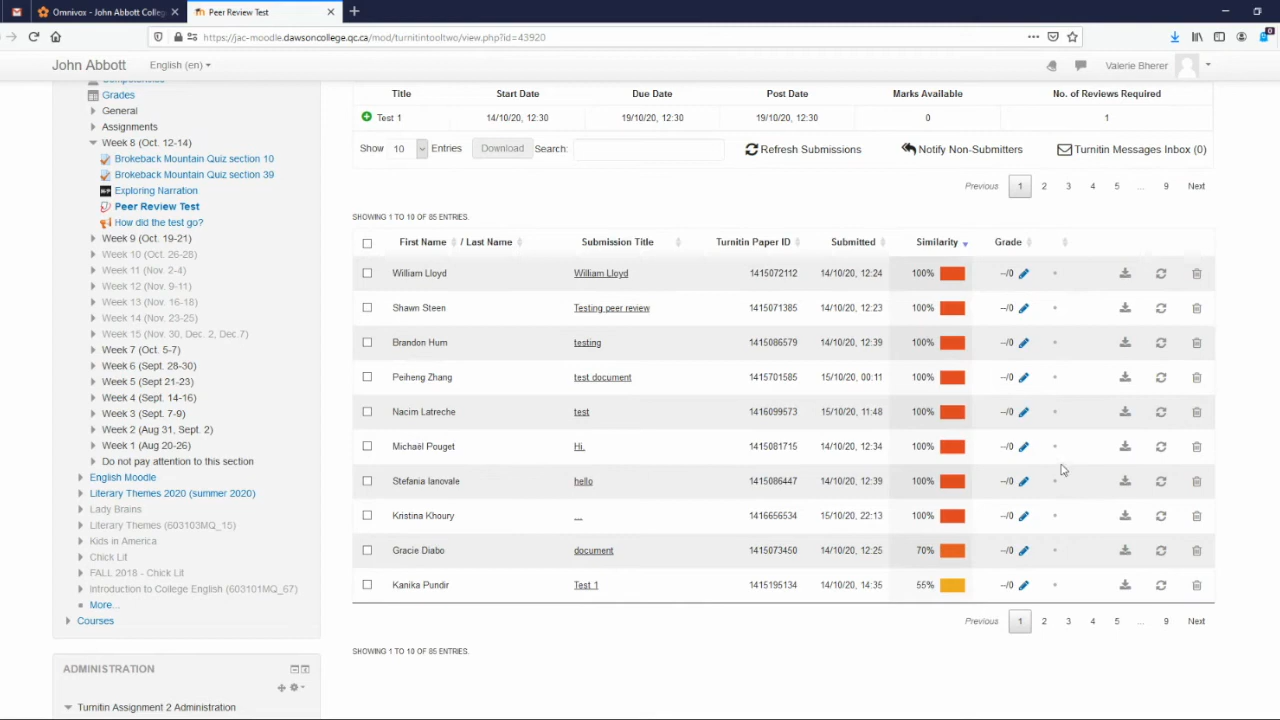 Omnivox - John Abbott Colleg
Peer Review Test
https://jac-moodle.dawsoncollege.qc.ca/mod/turnitintooltwo/view.php?id=43920
John Abbott
English (en)
Valerie Bherer
Competencies
Grades
General
Assignments
Week 8 (Oct. 12-14)
Brokeback Mountain Quiz section 10
Brokeback Mountain Quiz section 39
Exploring Narration
Peer Review Test
How did the test go?
Week 9 (Oct. 19-21)
Week 10 (Oct. 26-28)
Week 11 (Nov. 2-4)
Week 12 (Nov. 9-11)
Week 13 (Nov. 16-18)
Week 14 (Nov. 23-25)
Week 15 (Nov. 30, Dec. 2, Dec.7)
Week 7 (Oct. 5-7)
Week 6 (Sept. 28-30)
Week 5 (Sept 21-23)
Week 4 (Sept. 14-16)
Week 3 (Sept. 7-9)
Week 2 (Aug 31, Sept. 2)
Week 1 (Aug 20-26)
Do not pay attention to this section
English Moodle
Literary Themes 2020 (summer 2020)
Lady Brains
Literary Themes (603103MQ_15)
Kids in America
Chick Lit
FALL 2018 - Chick Lit
Introduction to College English (603101MQ_67)
More...
Courses
ADMINISTRATION
Turnitin Assignment 2 Administration
Title Start Date Due Date Post Date Marks Available No. of Reviews Required
Test 1 14/10/20, 12:30 19/10/20, 12:30 19/10/20, 12:30 0 1
Show 10 Entries Download Search: Refresh Submissions Notify Non-Submitters Turnitin Messages Inbox (0)
Previous 1 2 3 4 5 ... 9 Next
SHOWING 1 TO 10 OF 85 ENTRIES.
First Name / Last Name Submission Title Turnitin Paper ID Submitted Similarity Grade
William Lloyd William Lloyd 1415072112 14/10/20, 12:24 100% --/0
Shawn Steen Testing peer review 1415071385 14/10/20, 12:23 100% --/0
Brandon Hum testing 1415086579 14/10/20, 12:39 100% --/0
Peiheng Zhang test document 1415701585 15/10/20, 00:11 100% --/0
Nacim Latreche test 1416099573 15/10/20, 11:48 100% --/0
Michaël Pouget Hi. 1415081715 14/10/20, 12:34 100% --/0
Stefania Ianovale hello 1415086447 14/10/20, 12:39 100% --/0
Kristina Khoury ... 1416656534 15/10/20, 22:13 100% --/0
Gracie Diabo document 1415073450 14/10/20, 12:25 70% --/0
Kanika Pundir Test 1 1415195134 14/10/20, 14:35 55% --/0
Previous 1 2 3 4 5 ... 9 Next
SHOWING 1 TO 10 OF 85 ENTRIES.